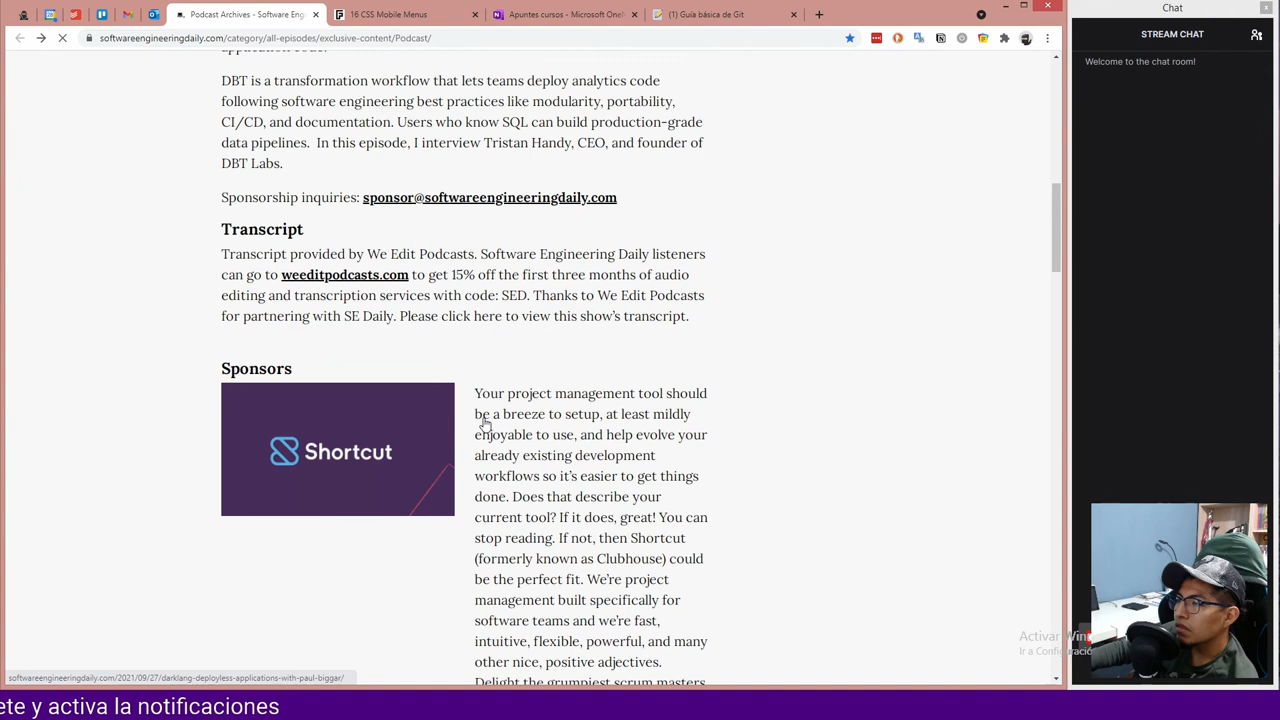 Podcast Archives - Software Eng
16 CSS Mobile Menus
Apuntes cursos - Microsoft One
(1) Guía básica de Git
Chat
softwareengineeringdaily.com/category/all-episodes/exclusive-content/Podcast/
STREAM CHAT
Welcome to the chat room!
application code.
DBT is a transformation workflow that lets teams deploy analytics code
following software engineering best practices like modularity, portability,
CI/CD, and documentation. Users who know SQL can build production-grade
data pipelines. In this episode, I interview Tristan Handy, CEO, and founder of
DBT Labs.
Sponsorship inquiries: sponsor@softwareengineeringdaily.com
Transcript
Transcript provided by We Edit Podcasts. Software Engineering Daily listeners
can go to weeditpodcasts.com to get 15% off the first three months of audio
editing and transcription services with code: SED. Thanks to We Edit Podcasts
for partnering with SE Daily. Please click here to view this show's transcript.
Sponsors
Shortcut
Your project management tool should
be a breeze to setup, at least mildly
enjoyable to use, and help evolve your
already existing development
workflows so it's easier to get things
done. Does that describe your
current tool? If it does, great! You can
stop reading. If not, then Shortcut
(formerly known as Clubhouse) could
be the perfect fit. We're project
management built specifically for
software teams and we're fast,
intuitive, flexible, powerful, and many
other nice, positive adjectives.
Delight the grumpiest scrum masters
Activar Win
Ir a Configuració
softwareengineeringdaily.com/2021/09/27/darklang-deployless-applications-with-paul-biggar/
ete y activa la notificaciones